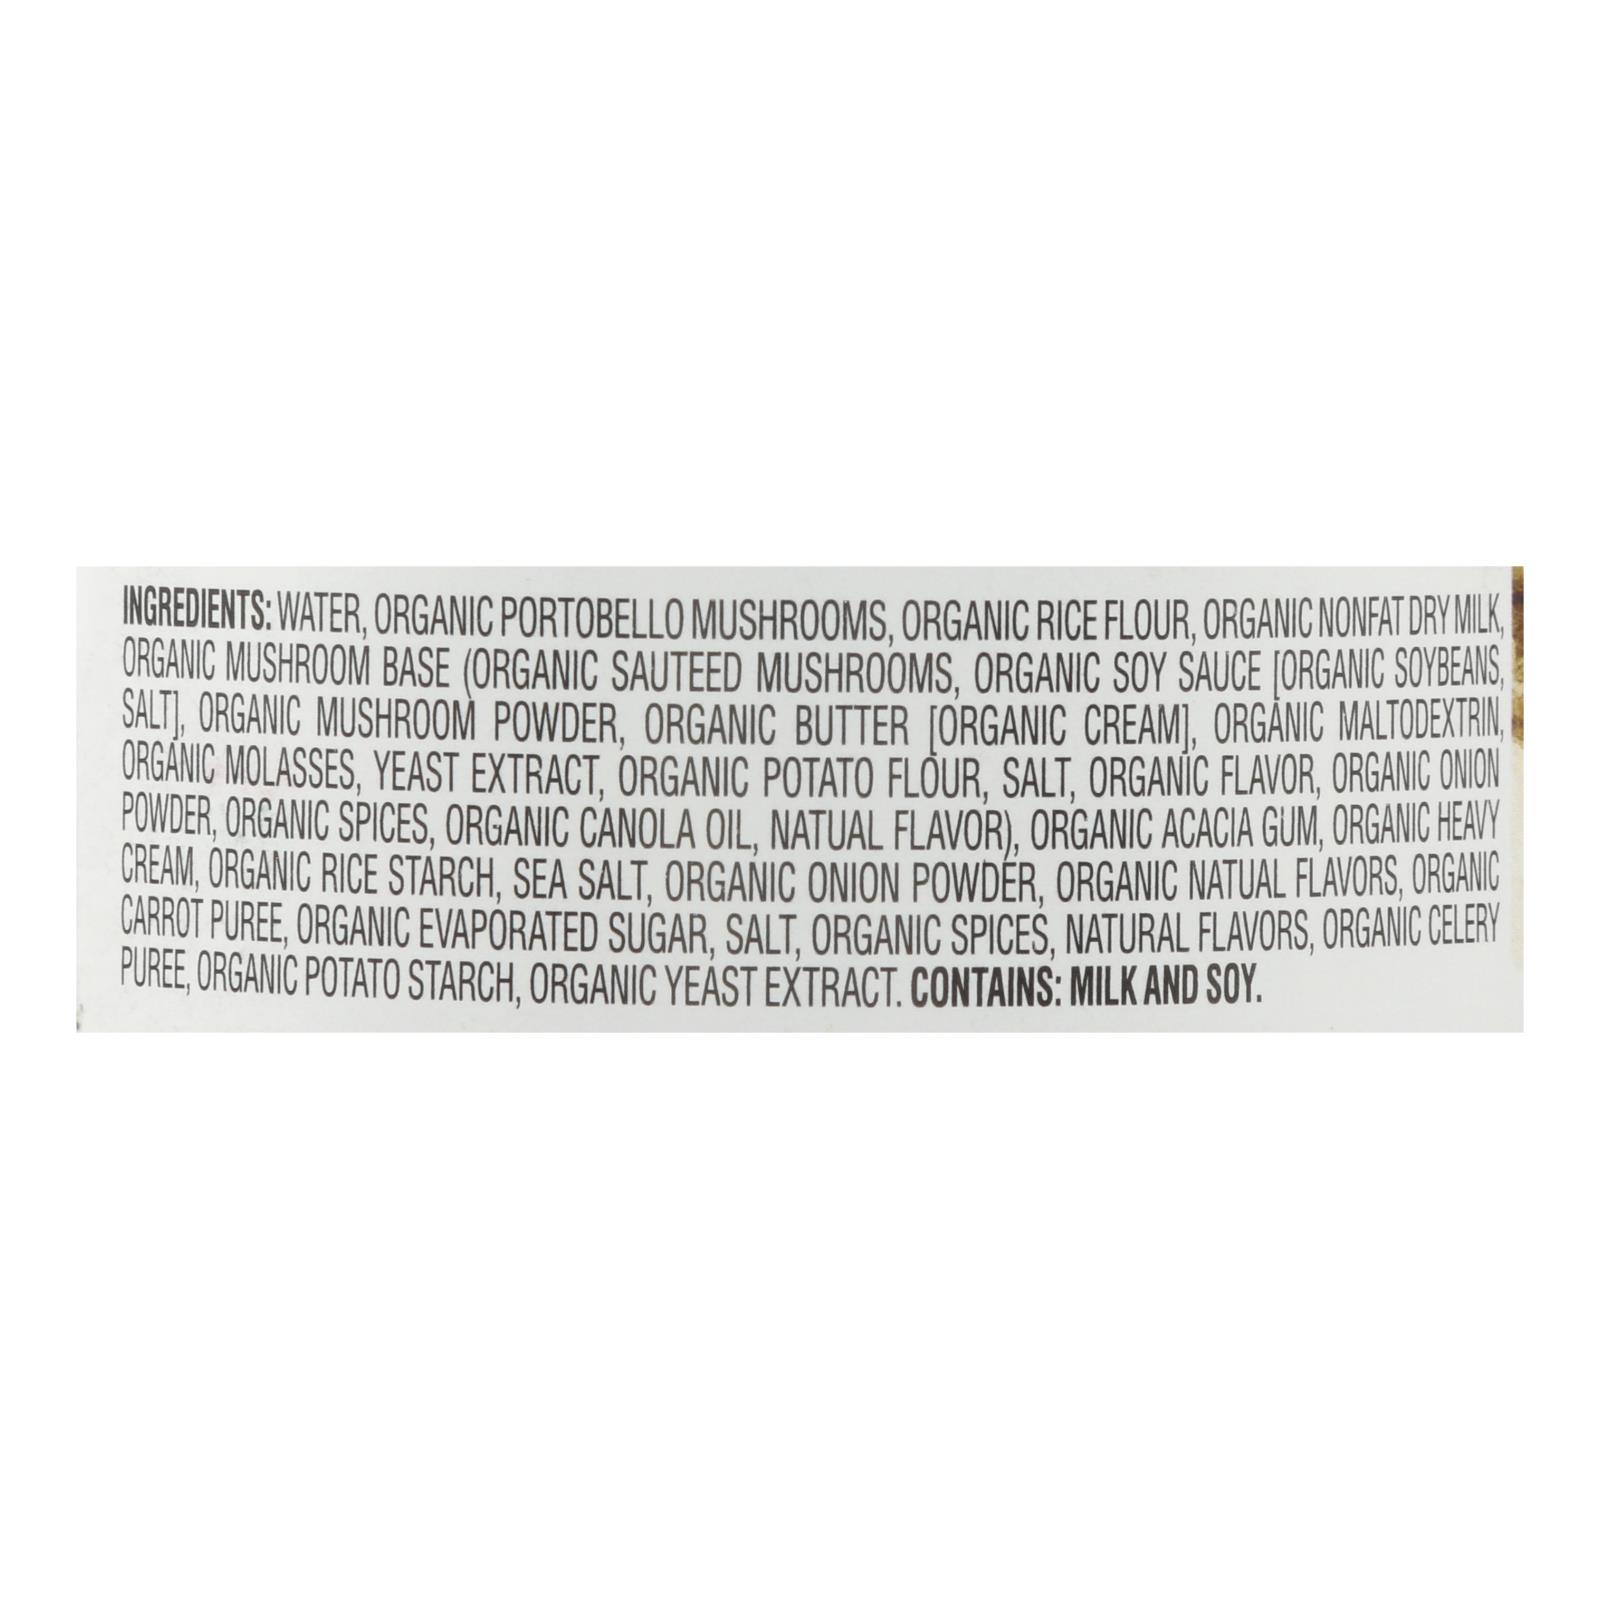 INGREDIENTS: WATER, ORGANIC PORTOBELLO MUSHROOMS, ORGANIC RICE FLOUR, ORGANIC NONFAT DRY MILK,
ORGANIC MUSHROOM BASE (ORGANIC SAUTEED MUSHROOMS, ORGANIC SOY SAUCE [ORGANIC SOYBEANS,
SALT], ORGANIC MUSHROOM POWDER, ORGANIC BUTTER [ORGANIC CREAM], ORGANIC MALTODEXTRIN,
ORGANIC MOLASSES, YEAST EXTRACT, ORGANIC POTATO FLOUR, SALT, ORGANIC FLAVOR, ORGANIC ONION
POWDER, ORGANIC SPICES, ORGANIC CANOLA OIL, NATUAL FLAVOR), ORGANIC ACACIA GUM, ORGANIC HEAVY
CREAM, ORGANIC RICE STARCH, SEA SALT, ORGANIC ONION POWDER, ORGANIC NATUAL FLAVORS, ORGANIC
CARROT PUREE, ORGANIC EVAPORATED SUGAR, SALT, ORGANIC SPICES, NATURAL FLAVORS, ORGANIC CELERY
PUREE, ORGANIC POTATO STARCH, ORGANIC YEAST EXTRACT. CONTAINS: MILK AND SOY.